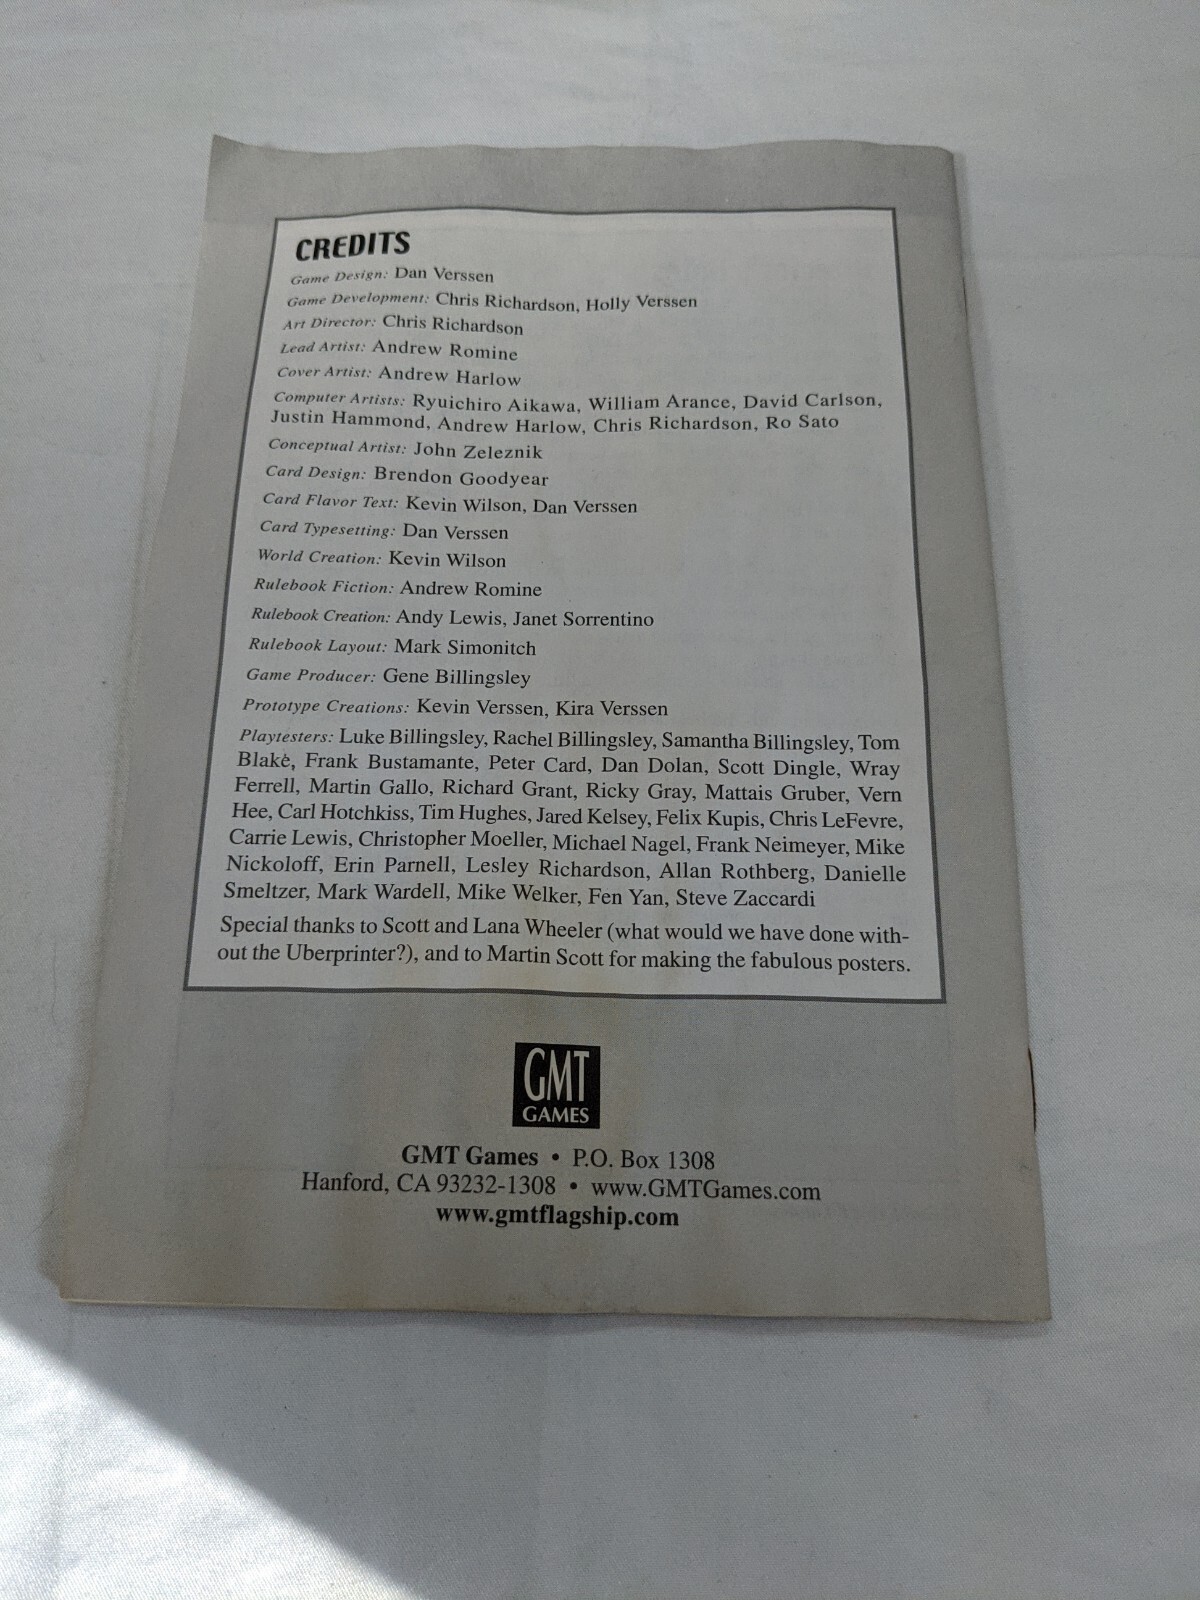 CREDITS
Game Design: Dan Verssen
Game Development: Chris Richardson, Holly Verssen
Art Director: Chris Richardson
Lead Artist: Andrew Romine
Cover Artist: Andrew Harlow
Computer Artists: Ryuichiro Aikawa, William Arance, David Carlson,
Justin Hammond, Andrew Harlow, Chris Richardson, Ro Sato
Conceptual Artist: John Zeleznik
Card Design: Brendon Goodyear
Card Flavor Text: Kevin Wilson, Dan Verssen
Card Typesetting: Dan Verssen
World Creation: Kevin Wilson
Rulebook Fiction: Andrew Romine
Rulebook Creation: Andy Lewis, Janet Sorrentino
Rulebook Layout: Mark Simonitch
Game Producer: Gene Billingsley
Prototype Creations: Kevin Verssen, Kira Verssen
Playtesters: Luke Billingsley, Rachel Billingsley, Samantha Billingsley, Tom
Blake, Frank Bustamante, Peter Card, Dan Dolan, Scott Dingle, Wray
Ferrell, Martin Gallo, Richard Grant, Ricky Gray, Mattais Gruber, Vern
Hee, Carl Hotchkiss, Tim Hughes, Jared Kelsey, Felix Kupis, Chris LeFevre,
Carrie Lewis, Christopher Moeller, Michael Nagel, Frank Neimeyer, Mike
Nickoloff, Erin Parnell, Lesley Richardson, Allan Rothberg, Danielle
Smeltzer, Mark Wardell, Mike Welker, Fen Yan, Steve Zaccardi
Special thanks to Scott and Lana Wheeler (what would we have done with-
out the Uberprinter?), and to Martin Scott for making the fabulous posters.
GMT
GAMES
GMT Games • P.O. Box 1308
Hanford, CA 93232-1308 • www.GMTGames.com
www.gmtflagship.com